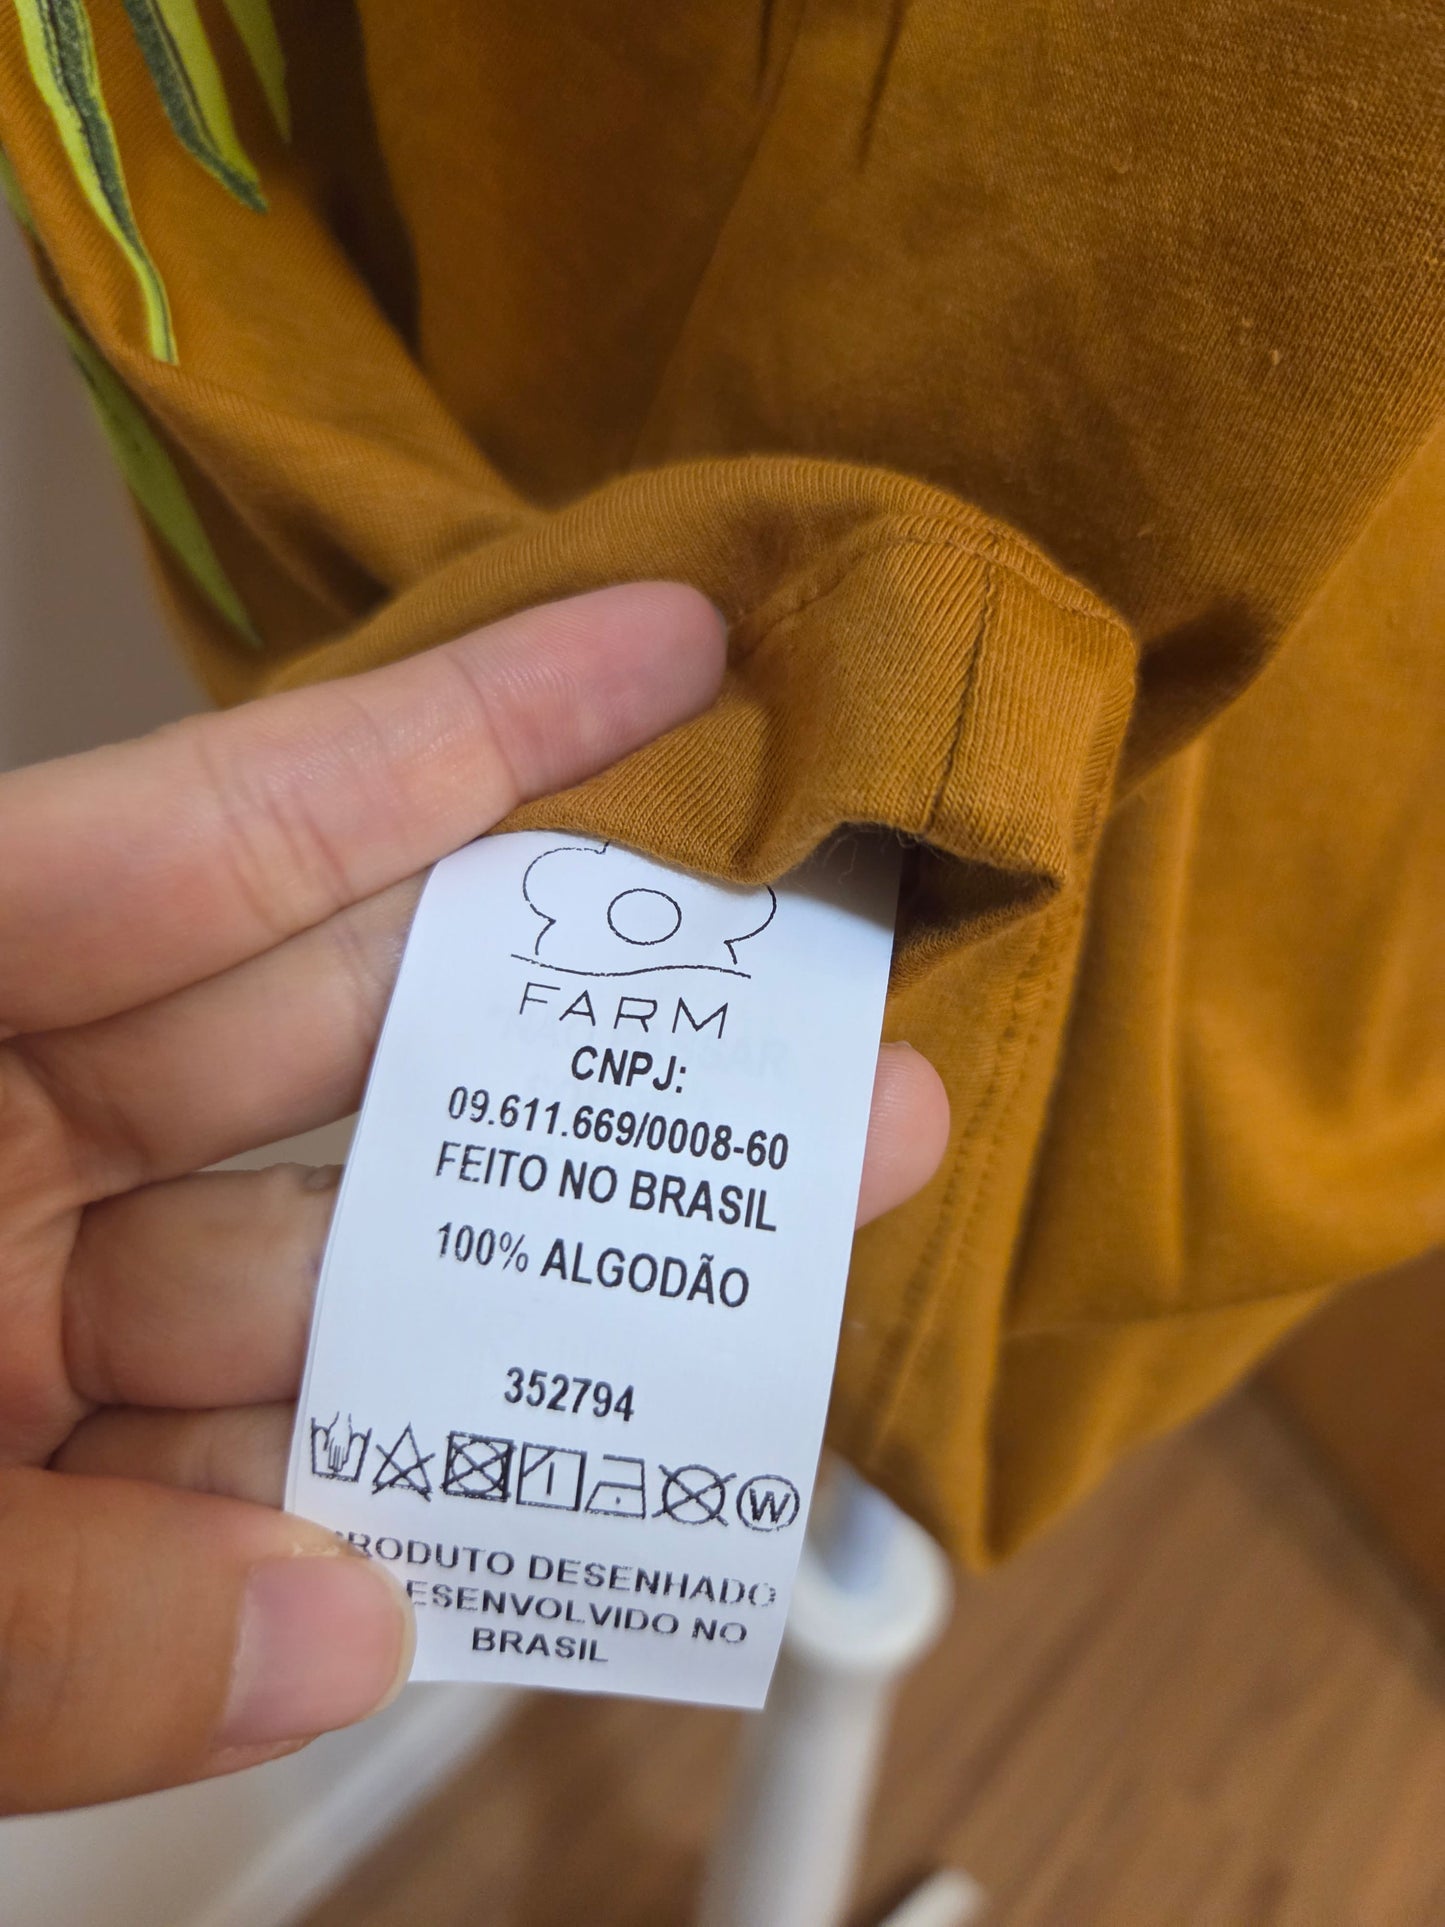 FARM
CNPJ:
09.611.669/0008-60
FEITO NO BRASIL
100% ALGODÃO
352794
W
PRODUTO DESENHADO
DESENVOLVIDO NO
BRASIL